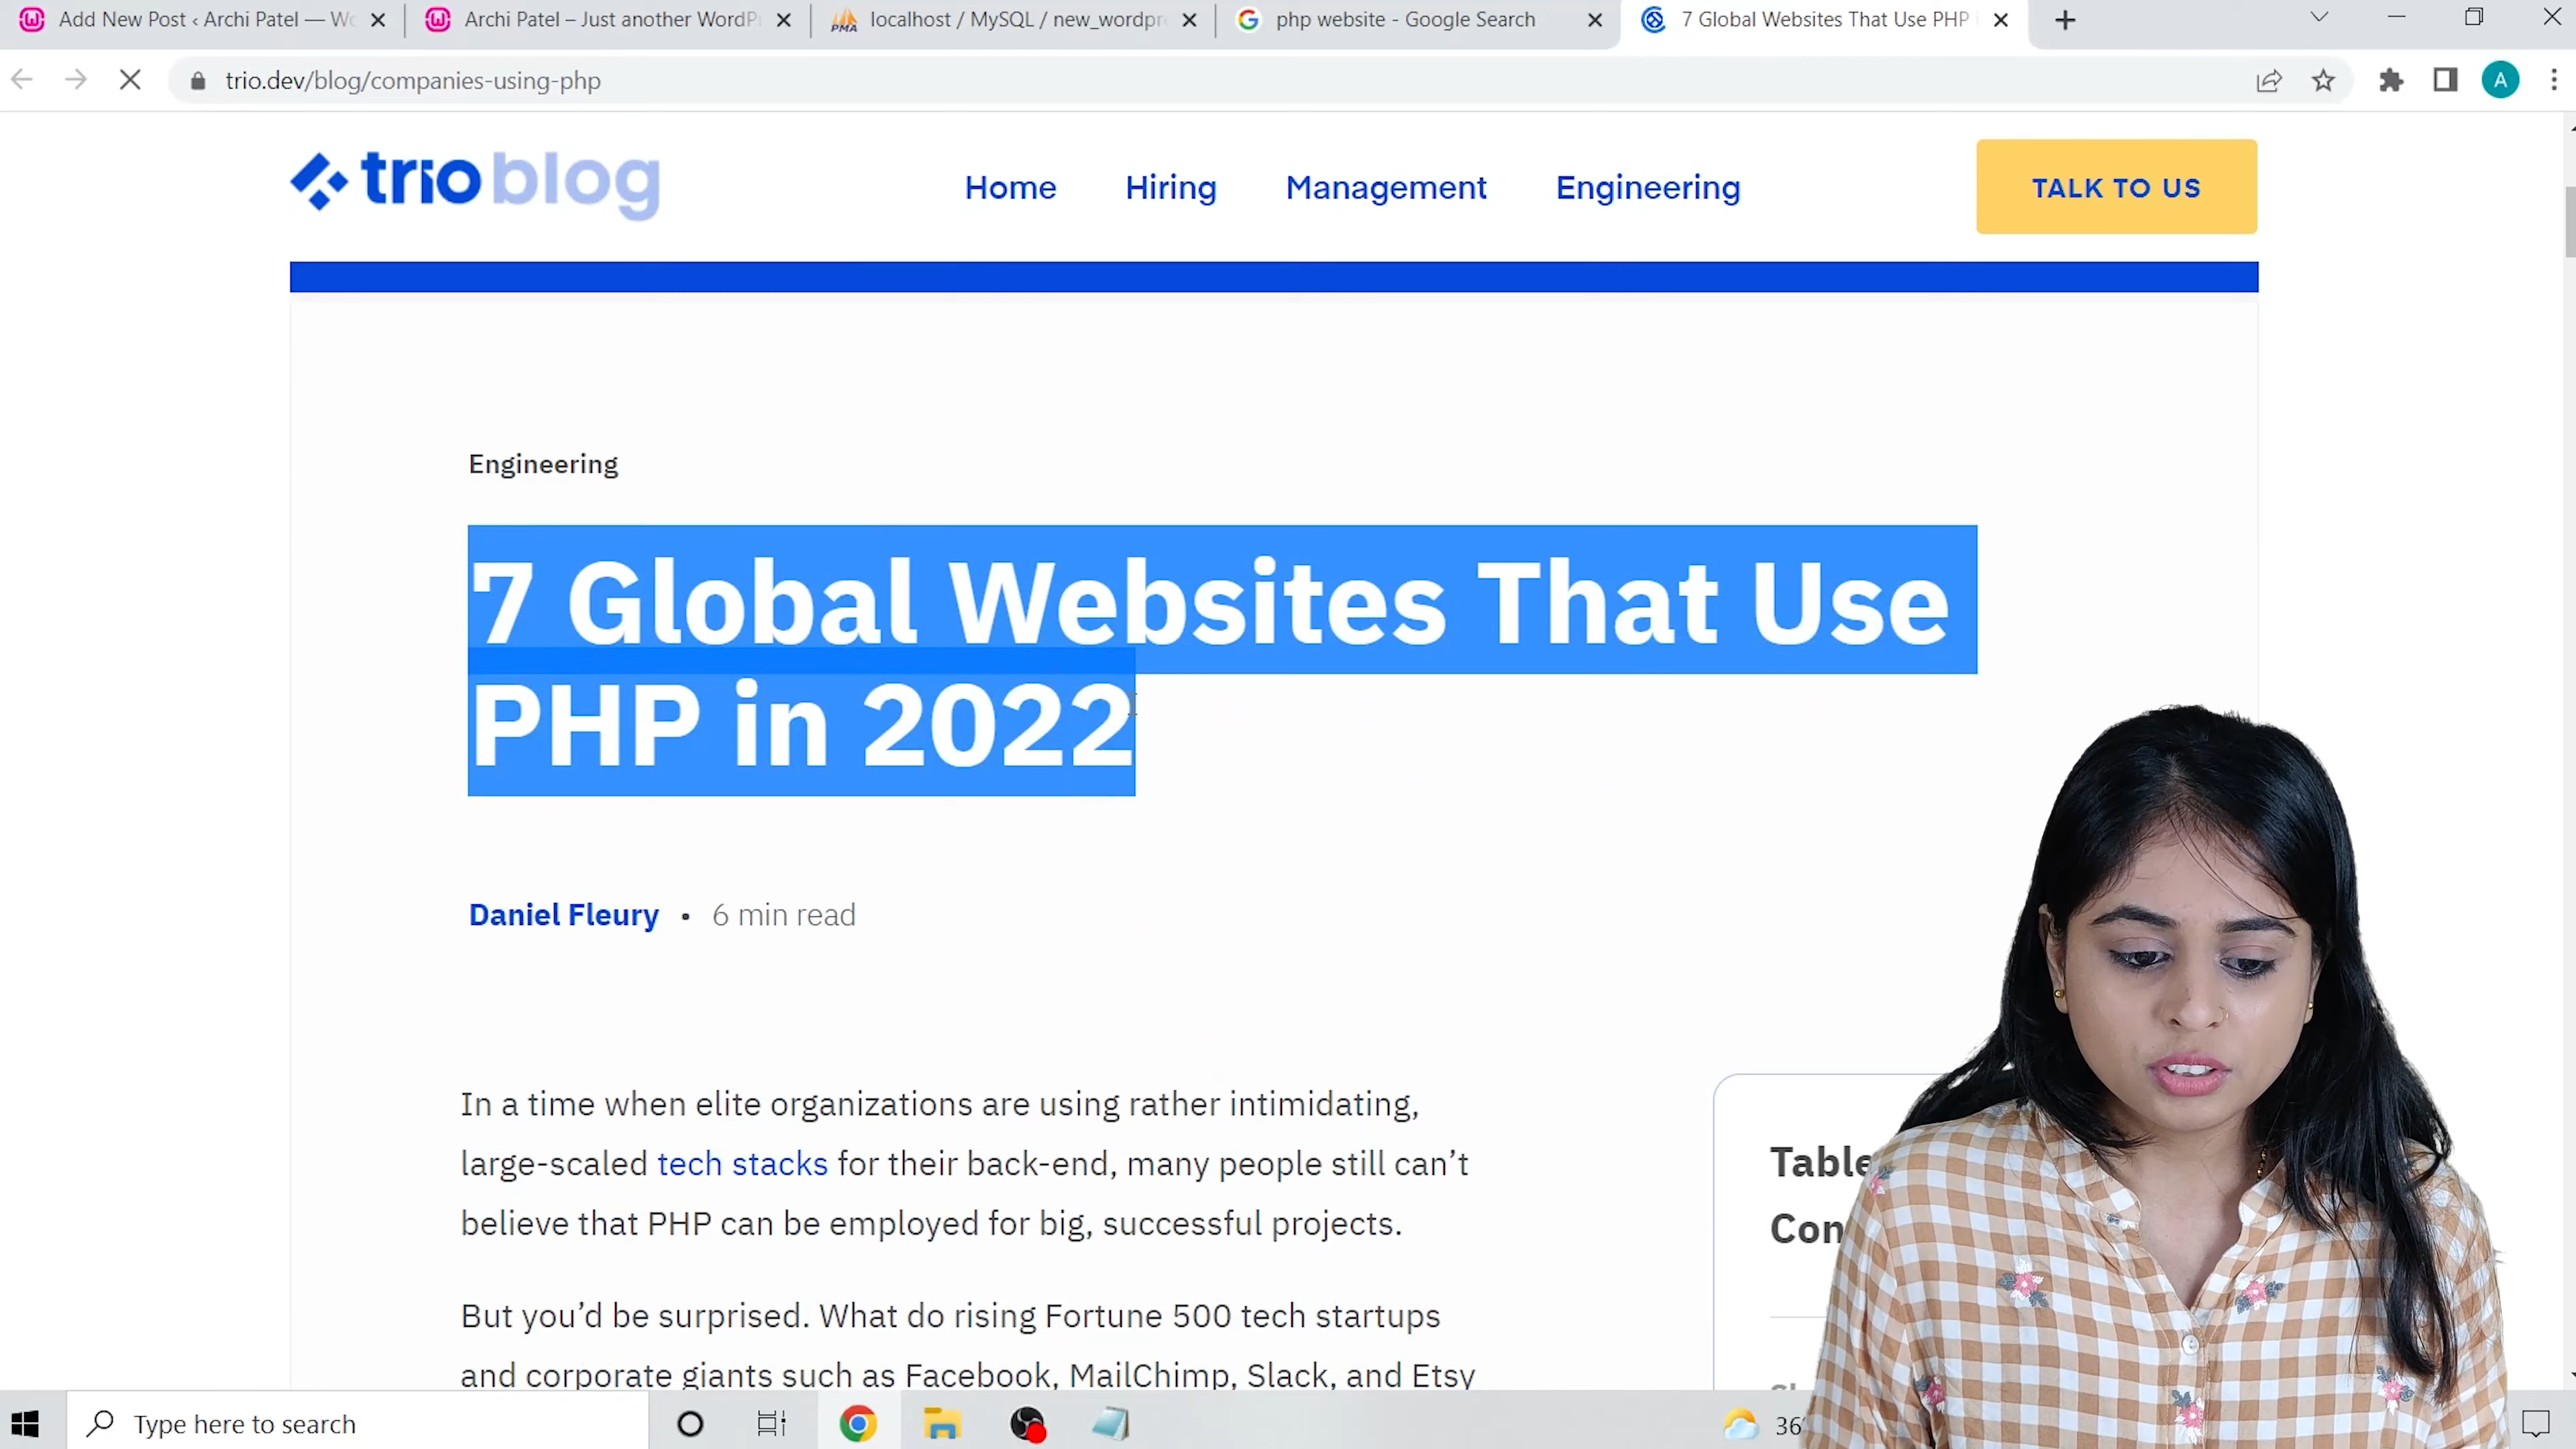 Add New Post ‹ Archi Patel — Wo
Archi Patel – Just another WordPr
localhost / MySQL / new_wordpre
php website - Google Search
7 Global Websites That Use PHP
trio.dev/blog/companies-using-php
A
trio blog
Home
Hiring
Management
Engineering
TALK TO US
Engineering
7 Global Websites That Use
PHP in 2022
Daniel Fleury • 6 min read
In a time when elite organizations are using rather intimidating,
large-scaled tech stacks for their back-end, many people still can’t
believe that PHP can be employed for big, successful projects.
But you’d be surprised. What do rising Fortune 500 tech startups
and corporate giants such as Facebook, MailChimp, Slack, and Etsy
Table
Con
Type here to search
36°